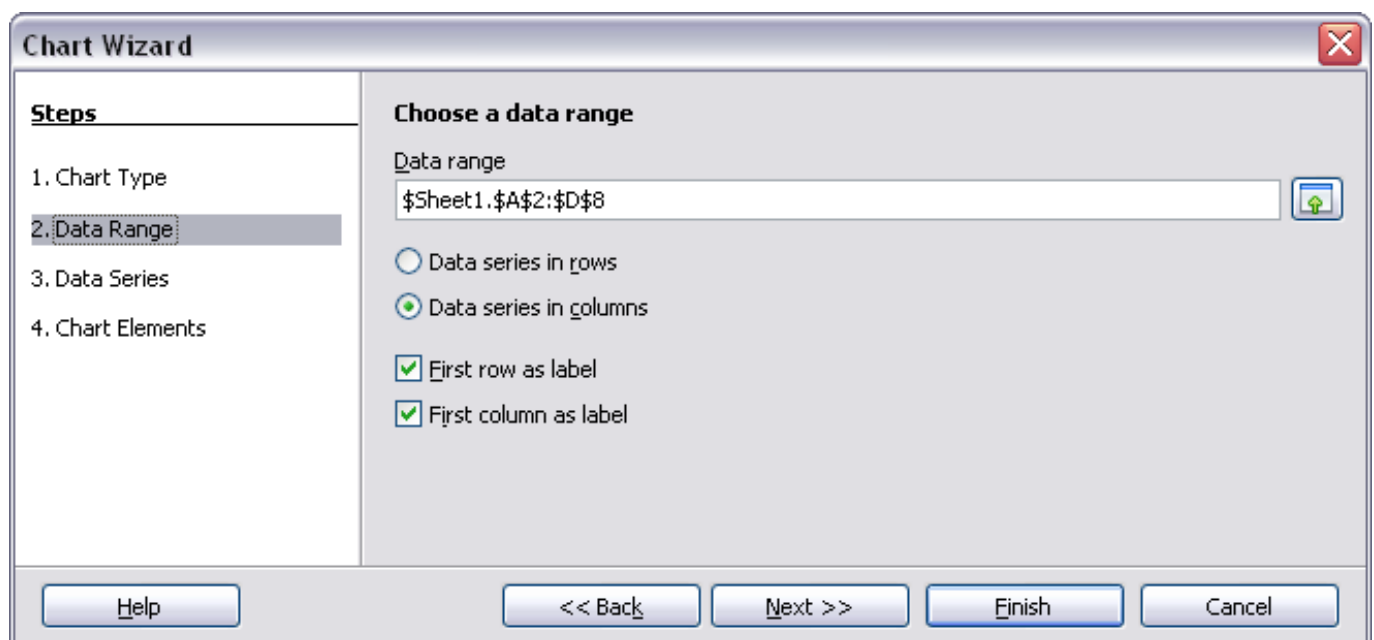 Chart Wizard
Steps
1. Chart Type
2. Data Range
3. Data Series
4. Chart Elements
Choose a data range
Data range
$Sheet1.$A$2:$D$8
Data series in rows
Data series in columns
First row as label
First column as label
Help
<< Back
Next >>
Finish
Cancel